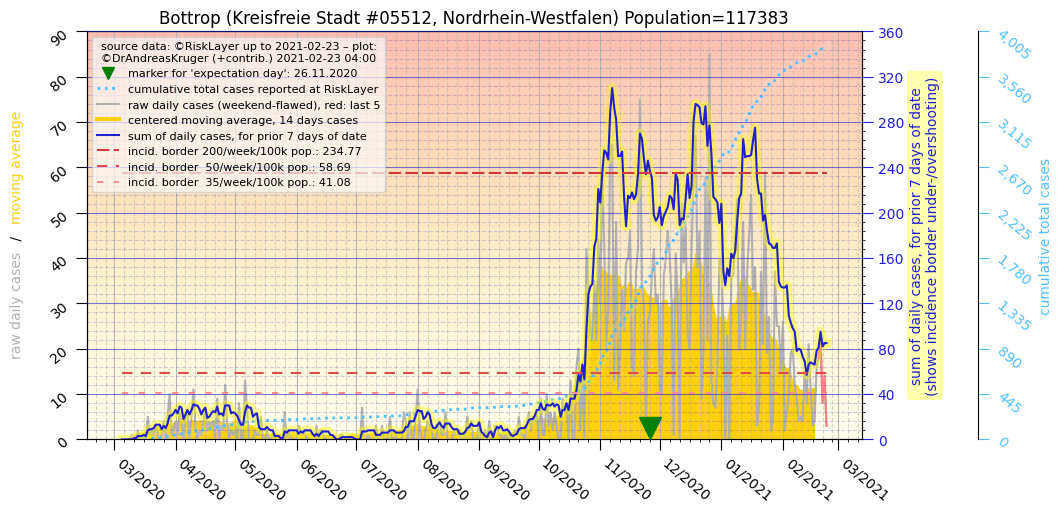 Bottrop (Kreisfreie Stadt #05512, Nordrhein-Westfalen) Population=117383
source data: ©RiskLayer up to 2021-02-23 – plot:
©DrAndreasKruger (+contrib.) 2021-02-23 04:00
marker for 'expectation day': 26.11.2020
cumulative total cases reported at RiskLayer
raw daily cases (weekend-flawed), red: last 5
centered moving average, 14 days cases
sum of daily cases, for prior 7 days of date
incid. border 200/week/100k pop.: 234.77
incid. border  50/week/100k pop.: 58.69
incid. border  35/week/100k pop.: 41.08
raw daily cases / moving average
90
80
70
60
50
40
30
20
10
0
03/2020
04/2020
05/2020
06/2020
07/2020
08/2020
09/2020
10/2020
11/2020
12/2020
01/2021
02/2021
03/2021
360
320
280
240
200
160
120
80
40
0
sum of daily cases, for prior 7 days of date
(shows incidence border under-/overshooting)
4,005
3,560
3,115
2,670
2,225
1,780
1,335
890
445
0
cumulative total cases